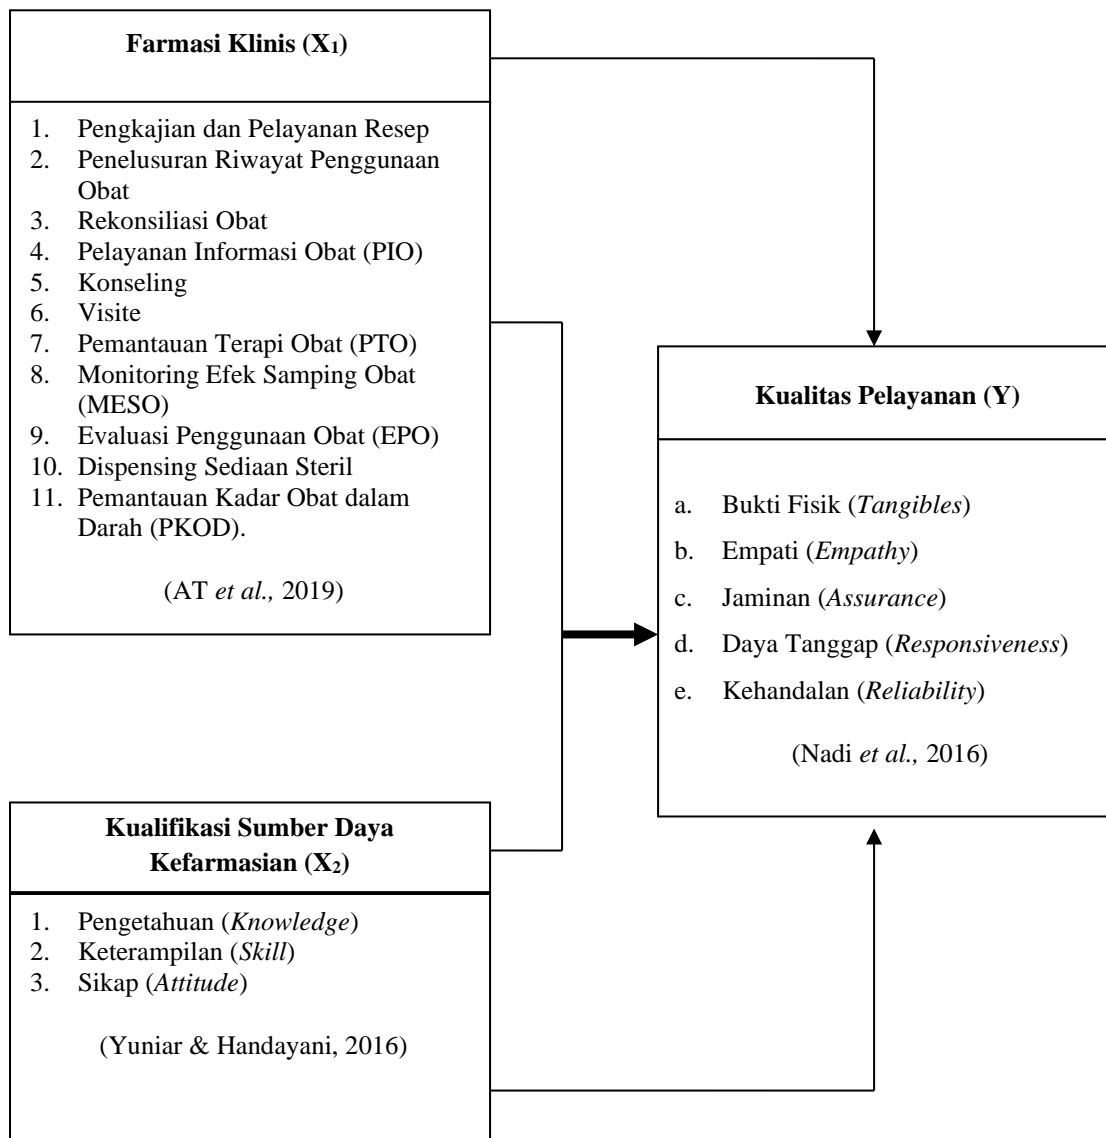 Farmasi Klinis (X₁)
1. Pengkajian dan Pelayanan Resep
2. Penelusuran Riwayat Penggunaan
Obat
3. Rekonsiliasi Obat
4. Pelayanan Informasi Obat (PIO)
5. Konseling
6. Visite
7. Pemantauan Terapi Obat (PTO)
8. Monitoring Efek Samping Obat
(MESO)
9. Evaluasi Penggunaan Obat (EPO)
10. Dispensing Sediaan Steril
11. Pemantauan Kadar Obat dalam
Darah (PKOD).
(AT et al., 2019)
Kualitas Pelayanan (Y)
a. Bukti Fisik (Tangibles)
b. Empati (Empathy)
c. Jaminan (Assurance)
d. Daya Tanggap (Responsiveness)
e. Kehandalan (Reliability)
(Nadi et al., 2016)
Kualifikasi Sumber Daya
Kefarmasian (X₂)
1. Pengetahuan (Knowledge)
2. Keterampilan (Skill)
3. Sikap (Attitude)
(Yuniar & Handayani, 2016)